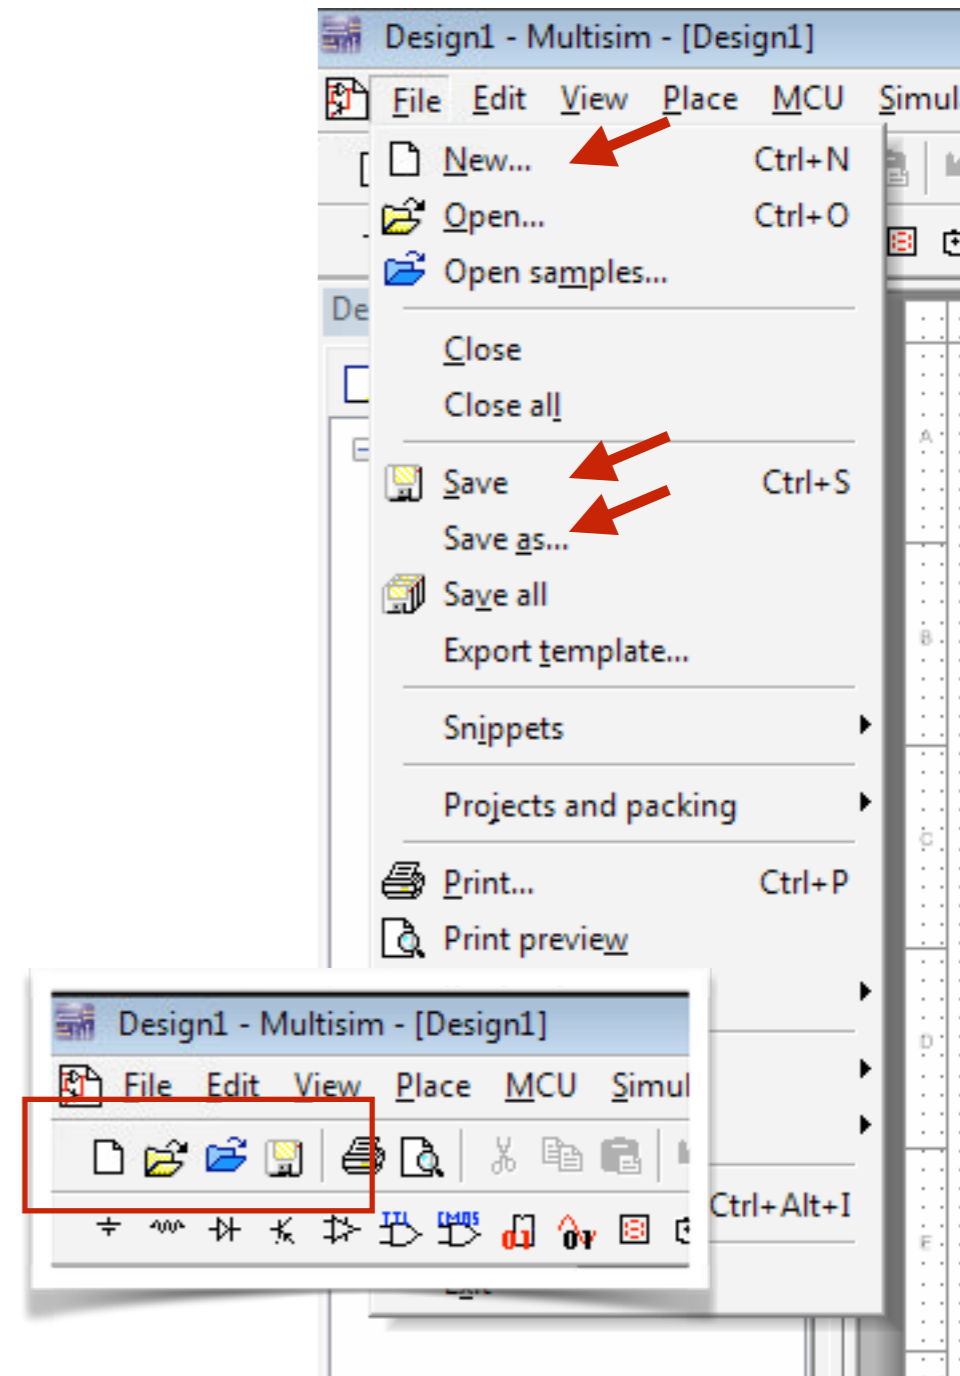 Design1 - Multisim - [Design1]
File Edit View Place MCU
New... Ctrl+N
Open... Ctrl+O
Open samples...
Close
Close all
A
Save Ctrl+S
Save as...
Save all
B
Export template...
Snippets
Projects and packing
C
Print... Ctrl+P
Print preview
Design1 - Multisim - [Design1]
D
File Edit View Place MCU
Ctrl+Alt+I
TTL CMOS
E